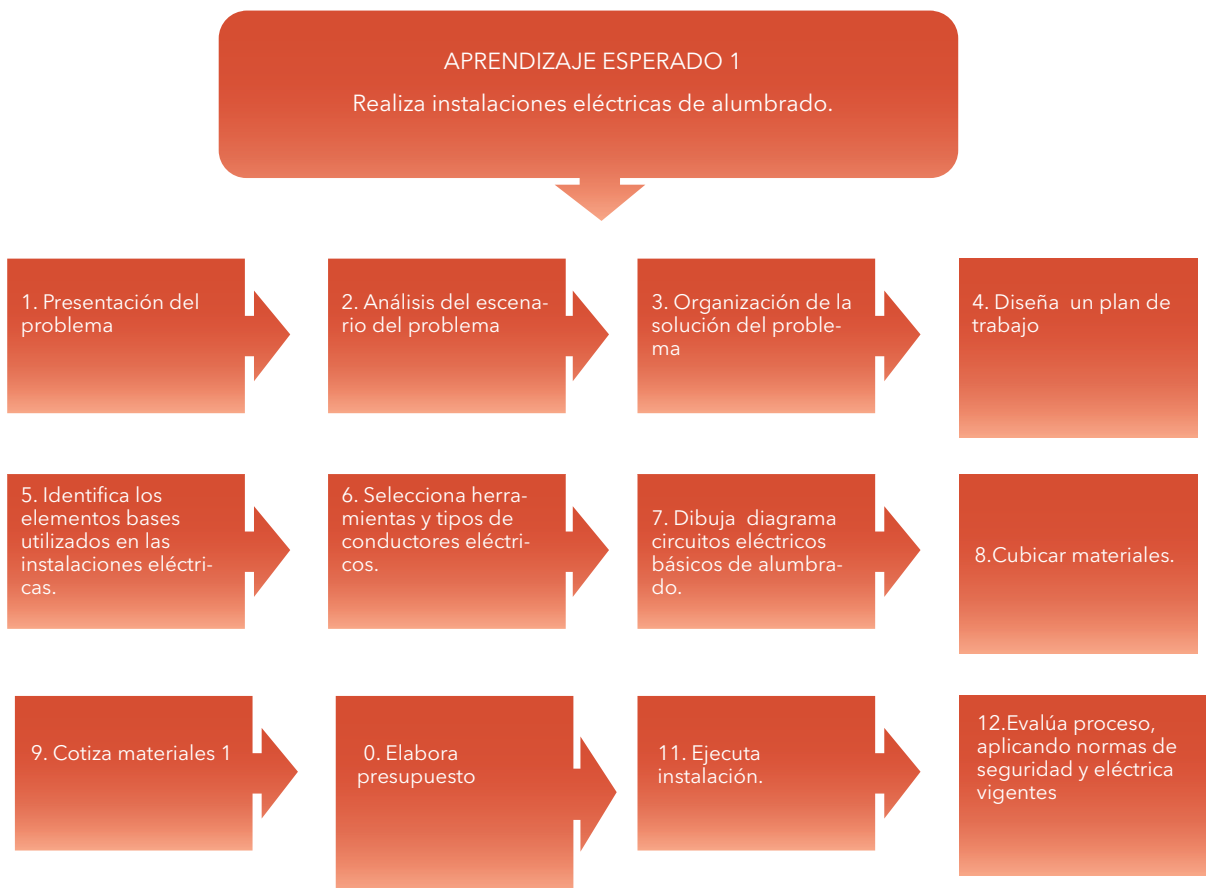 APRENDIZAJE ESPERADO 1
Realiza instalaciones eléctricas de alumbrado.
1. Presentación del
problema
2. Análisis del escena-
rio del problema
3. Organización de la
solución del proble-
ma
4. Diseña  un plan de
trabajo
5. Identifica los
elementos bases
utilizados en las
instalaciones eléctri-
cas.
6. Selecciona herra-
mientas y tipos de
conductores eléctri-
cos.
7. Dibuja  diagrama
circuitos eléctricos
básicos de alumbra-
do.
8.Cubicar materiales.
9. Cotiza materiales 1
0. Elabora
presupuesto
11. Ejecuta
instalación.
12.Evalúa proceso,
aplicando normas de
seguridad y eléctrica
vigentes